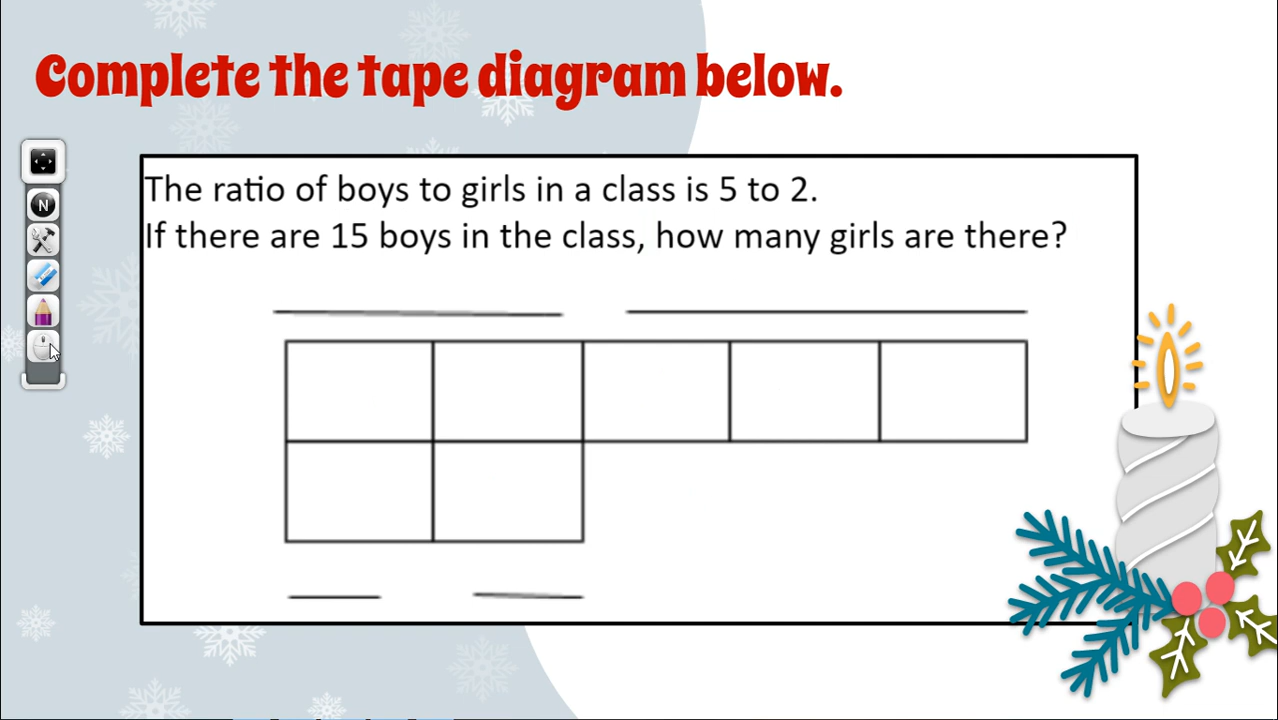 Complete the tape diagram below.
The ratio of boys to girls in a class is 5 to 2.
If there are 15 boys in the class, how many girls are there?
N